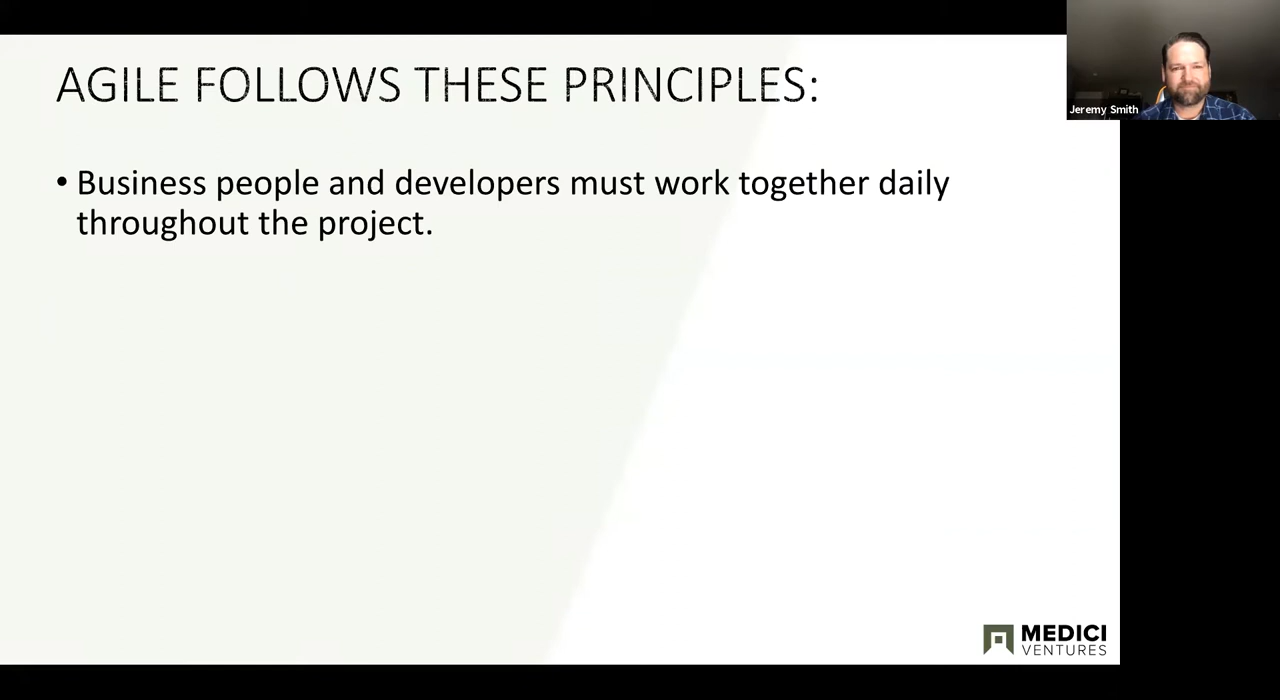 AGILE FOLLOWS THESE PRINCIPLES:
Jeremy Smith
• Business people and developers must work together daily
throughout the project.
MEDICI
VENTURES